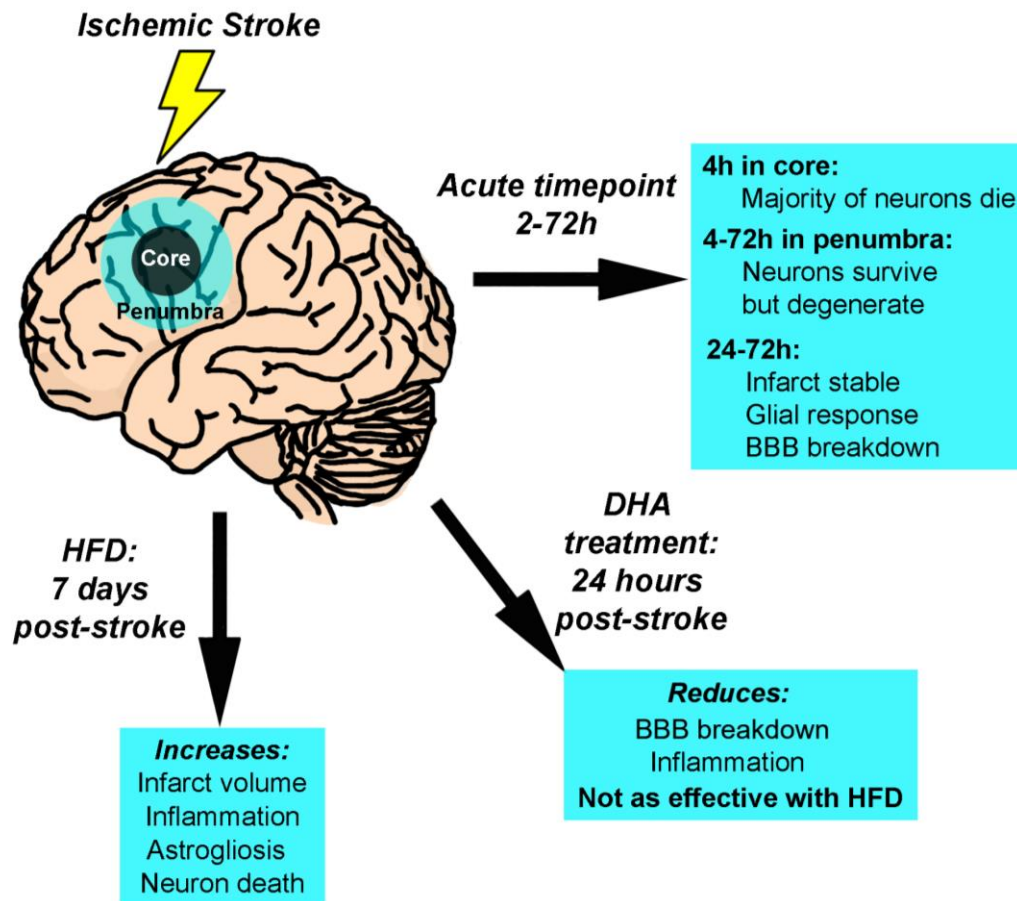 Ischemic Stroke
Core
Penumbra
Acute timepoint
2-72h
4h in core:
Majority of neurons die
4-72h in penumbra:
Neurons survive
but degenerate
24-72h:
Infarct stable
Glial response
BBB breakdown
HFD:
7 days
post-stroke
DHA
treatment:
24 hours
post-stroke
Increases:
Infarct volume
Inflammation
Astrogliosis
Neuron death
Reduces:
BBB breakdown
Inflammation
Not as effective with HFD